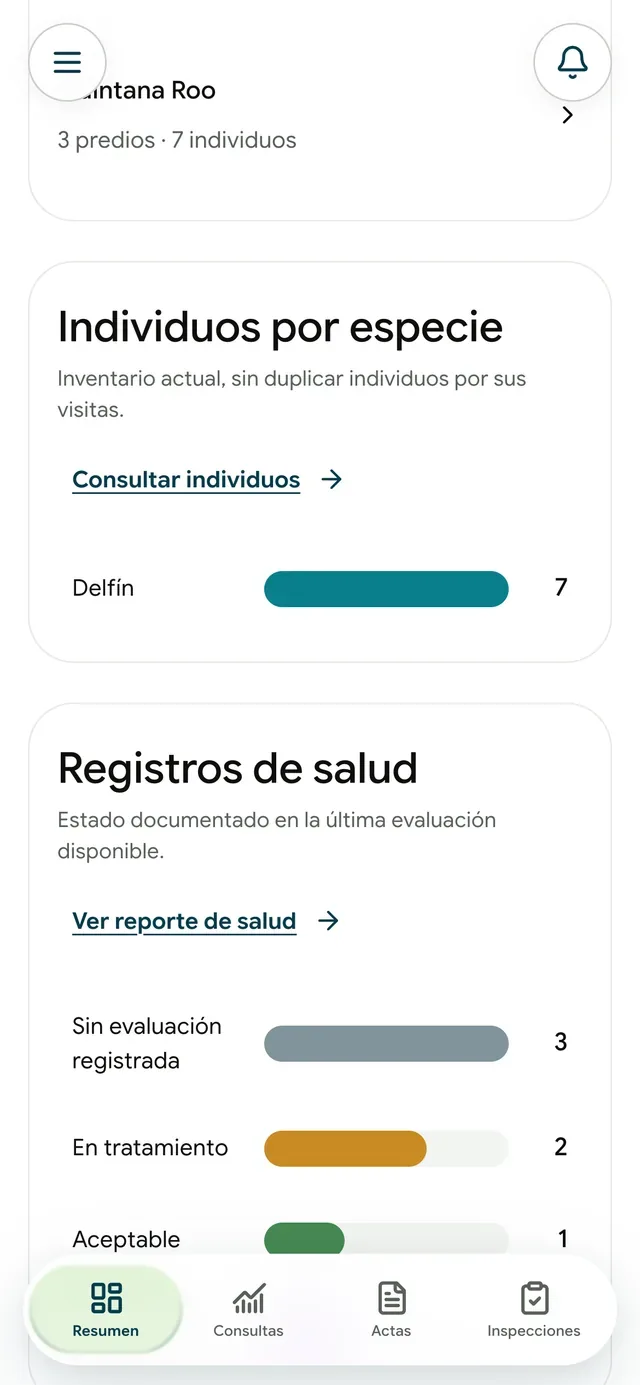 Quintana Roo
3 predios · 7 individuos
Individuos por especie
Inventario actual, sin duplicar individuos por sus
visitas.
Consultar individuos
Delfín 7
Registros de salud
Estado documentado en la última evaluación
disponible.
Ver reporte de salud
Sin evaluación
registrada 3
En tratamiento 2
Aceptable 1
Resumen Consultas Actas Inspecciones